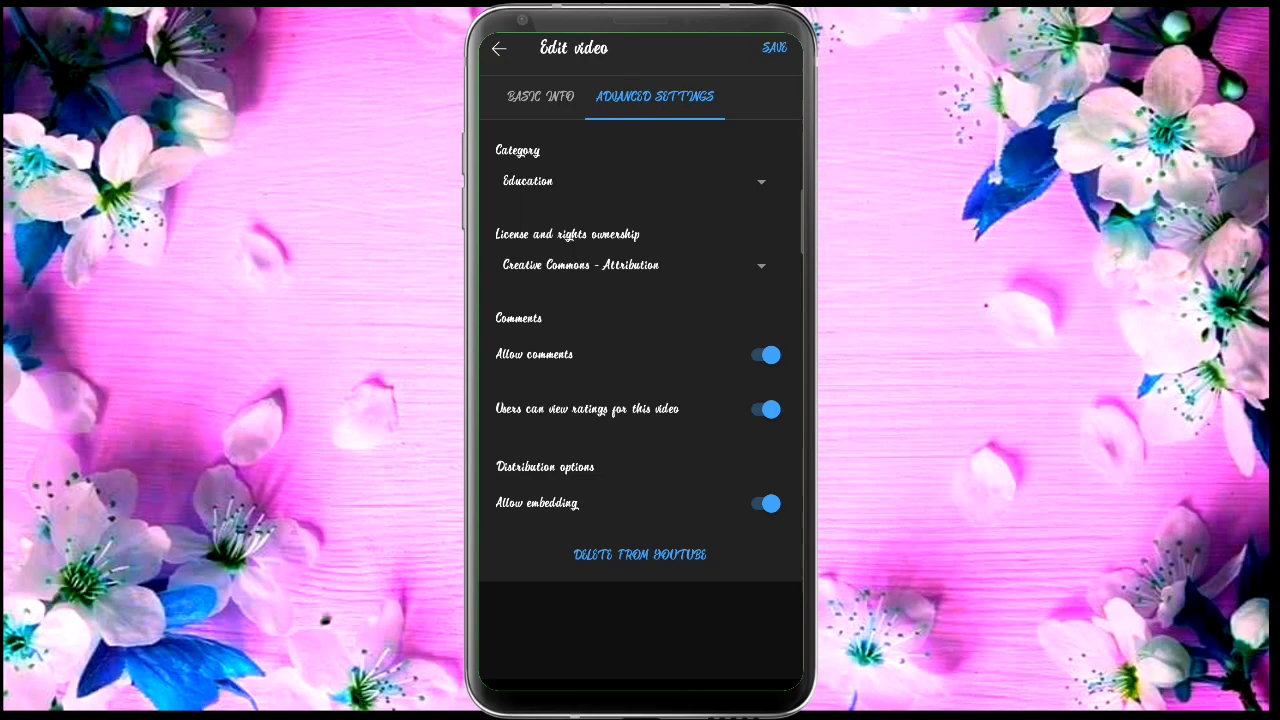 Edit video
SAVE
BASIC INFO
ADVANCED SETTINGS
Category
Education
License and rights ownership
Creative Commons - Attribution
Comments
Allow comments
Users can view ratings for this video
Distribution options
Allow embedding
DELETE FROM YOUTUBE